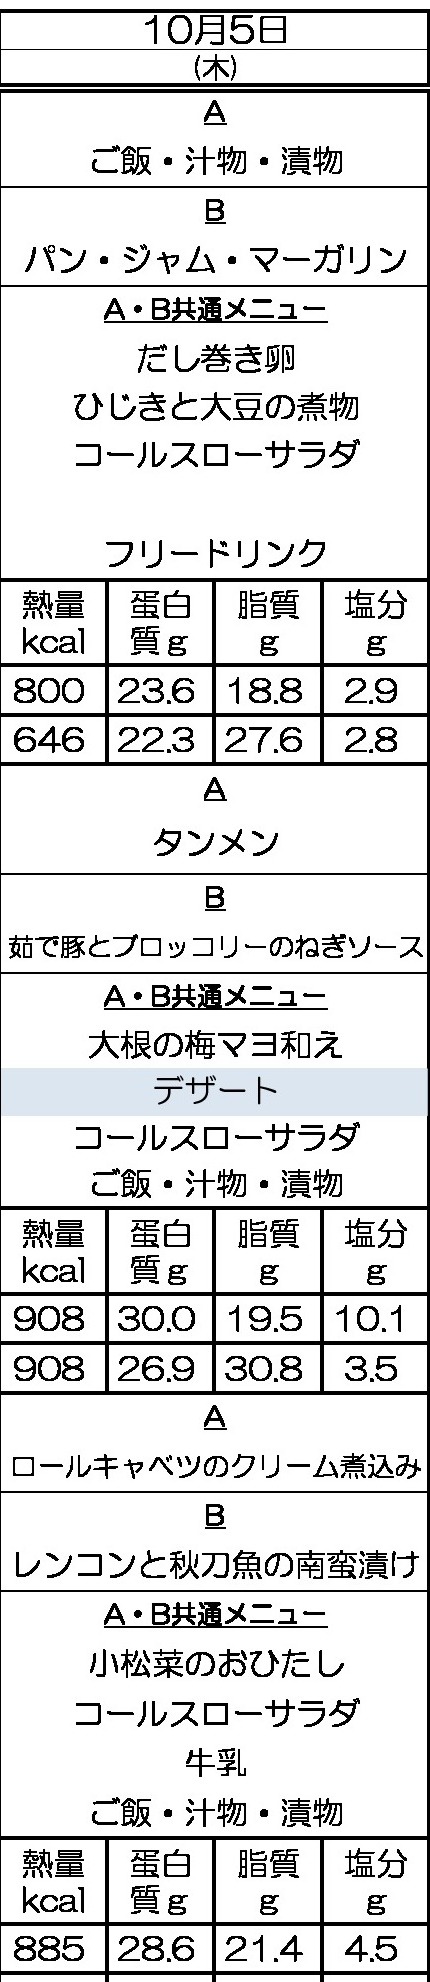 10月5日
(木)
A
ご飯・汁物・漬物
B
パン・ジャム・マーガリン
A・B共通メニュー
だし巻き卵
ひじきと大豆の煮物
コールスローサラダ
フリードリンク
熱量 蛋白 脂質 塩分
kcal 質g g g
800 23.6 18.8 2.9
646 22.3 27.6 2.8
A
タンメン
B
茹で豚とブロッコリーのねぎソース
A・B共通メニュー
大根の梅マヨ和え
デザート
コールスローサラダ
ご飯・汁物・漬物
熱量 蛋白 脂質 塩分
kcal 質g g g
908 30.0 19.5 10.1
908 26.9 30.8 3.5
A
ロールキャベツのクリーム煮込み
B
レンコンと秋刀魚の南蛮漬け
A・B共通メニュー
小松菜のおひたし
コールスローサラダ
牛乳
ご飯・汁物・漬物
熱量 蛋白 脂質 塩分
kcal 質g g g
885 28.6 21.4 4.5